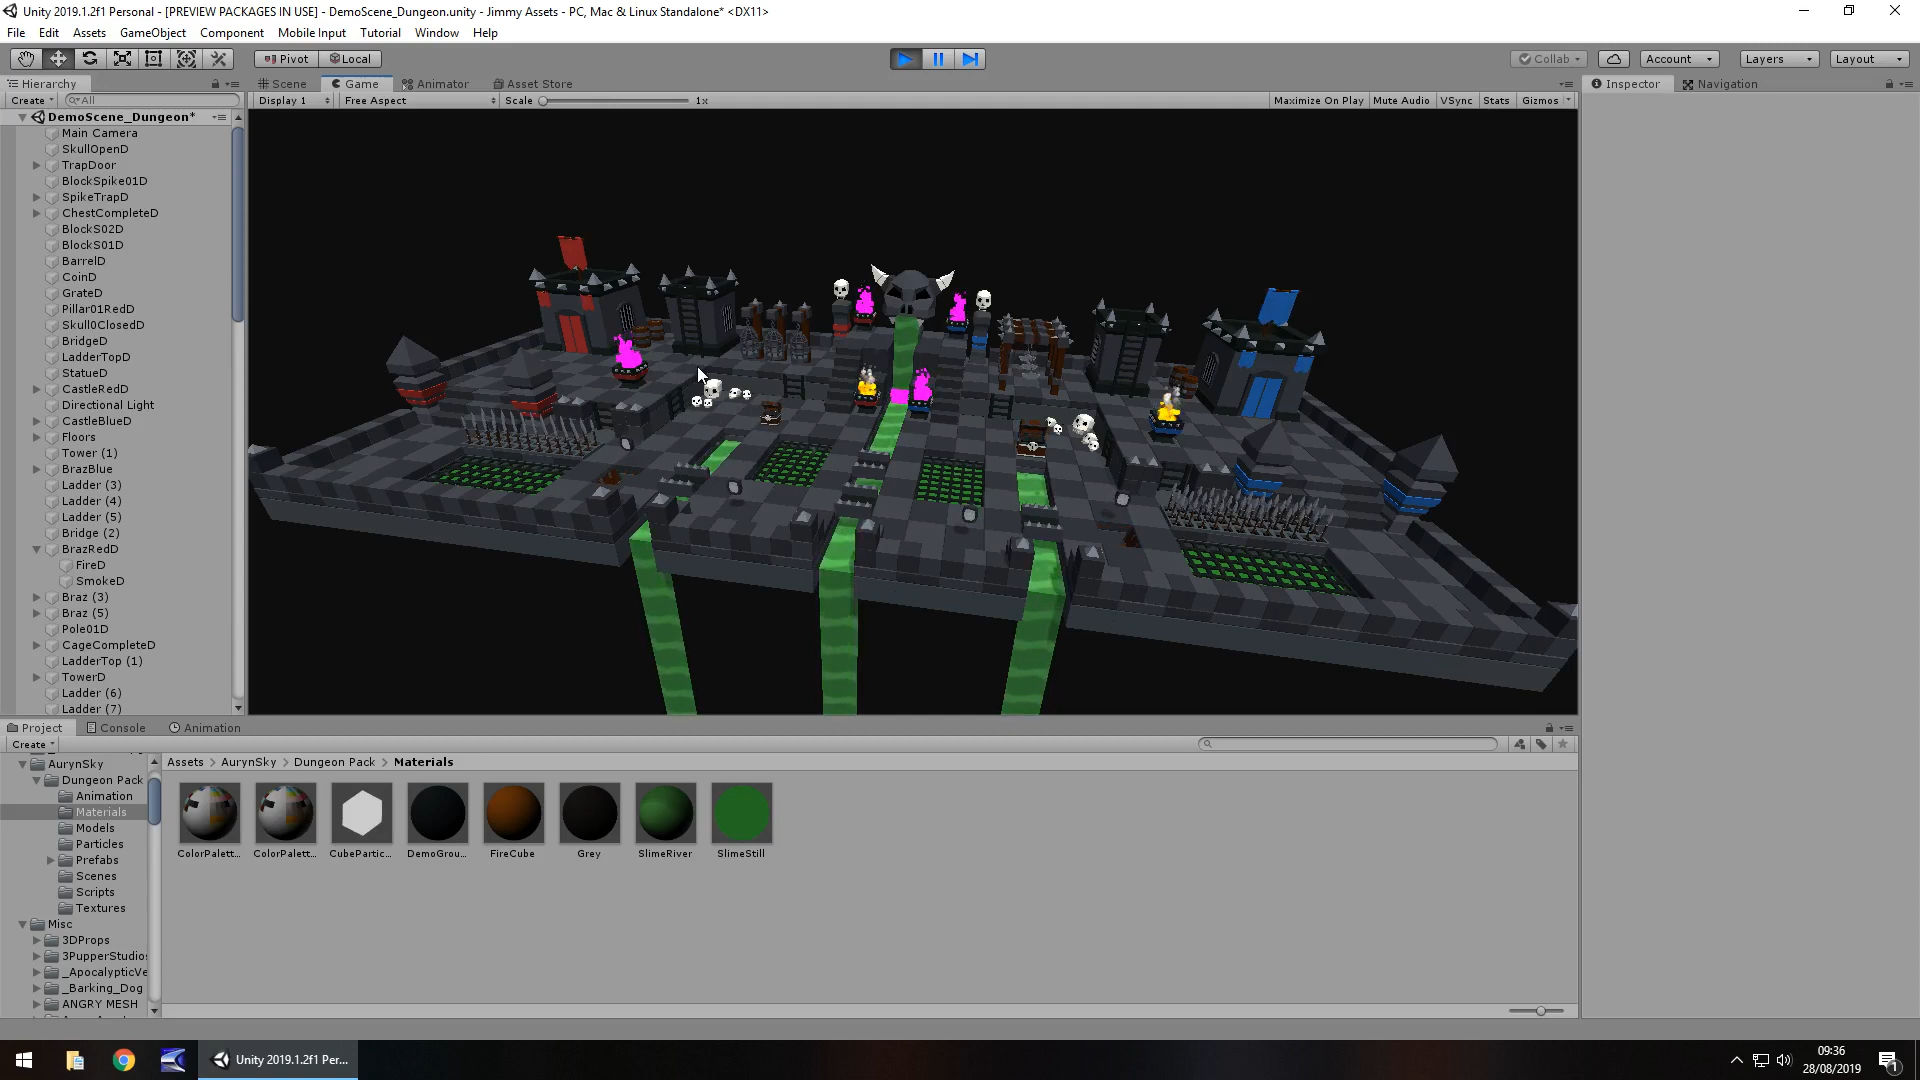 Unity 2019.1.2f1 Personal - [PREVIEW PACKAGES IN USE] - DemoScene_Dungeon.unity - Jimmy Assets - PC, Mac & Linux Standalone* <DX11>
File Edit Assets GameObject Component Mobile Input Tutorial Window Help
Pivot Local Collab Account Layers Layout
Hierarchy Scene Game Animator Asset Store Inspector Navigation
Create All Display 1 Free Aspect Scale 1x Maximize On Play Mute Audio VSync Stats Gizmos
DemoScene_Dungeon*
Main Camera
SkullOpenD
TrapDoor
BlockSpike01D
SpikeTrapD
ChestCompleteD
BlockS02D
BlockS01D
BarrelD
CoinD
GrateD
Pillar01RedD
Skull0ClosedD
BridgeD
LadderTopD
StatueD
CastleRedD
Directional Light
CastleBlueD
Floors
Tower (1)
BrazBlue
Ladder (3)
Ladder (4)
Ladder (5)
Bridge (2)
BrazRedD
FireD
SmokeD
Braz (3)
Braz (5)
Pole01D
CageCompleteD
LadderTop (1)
TowerD
Ladder (6)
Ladder (7)
Project Console Animation
Create
AurynSky
Dungeon Pack
Animation
Materials
Models
Particles
Prefabs
Scenes
Scripts
Textures
Misc
3DProps
3PupperStudios
_ApocalypticVe
_Barking_Dog
ANGRY MESH
Assets > AurynSky > Dungeon Pack > Materials
ColorPalett... ColorPalett... CubePartic... DemoGrou... FireCube Grey SlimeRiver SlimeStill
Unity 2019.1.2f1 Per...
09:36
28/08/2019
1